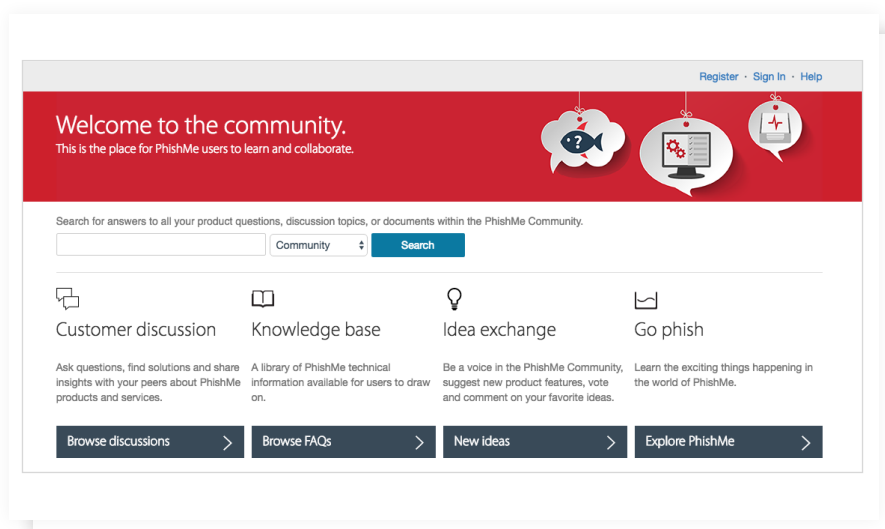 Register · Sign In · Help
Welcome to the community.
This is the place for PhishMe users to learn and collaborate.
?
Search for answers to all your product questions, discussion topics, or documents within the PhishMe Community.
Community
Search
Customer discussion
Ask questions, find solutions and share
insights with your peers about PhishMe
products and services.
Browse discussions
Knowledge base
A library of PhishMe technical
information available for users to draw
on.
Browse FAQs
Idea exchange
Be a voice in the PhishMe Community,
suggest new product features, vote
and comment on your favorite ideas.
New ideas
Go phish
Learn the exciting things happening in
the world of PhishMe.
Explore PhishMe